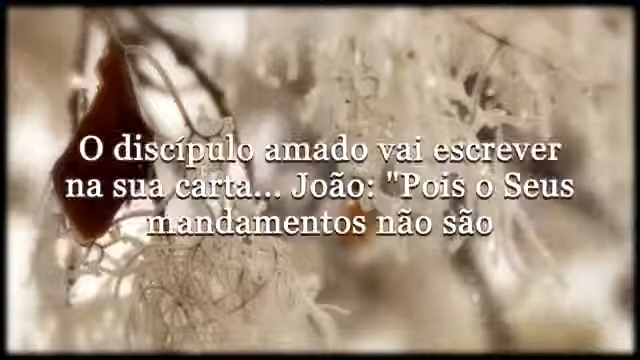 O discípulo amado vai escrever
na sua carta... João: "Pois o Seus
mandamentos não são